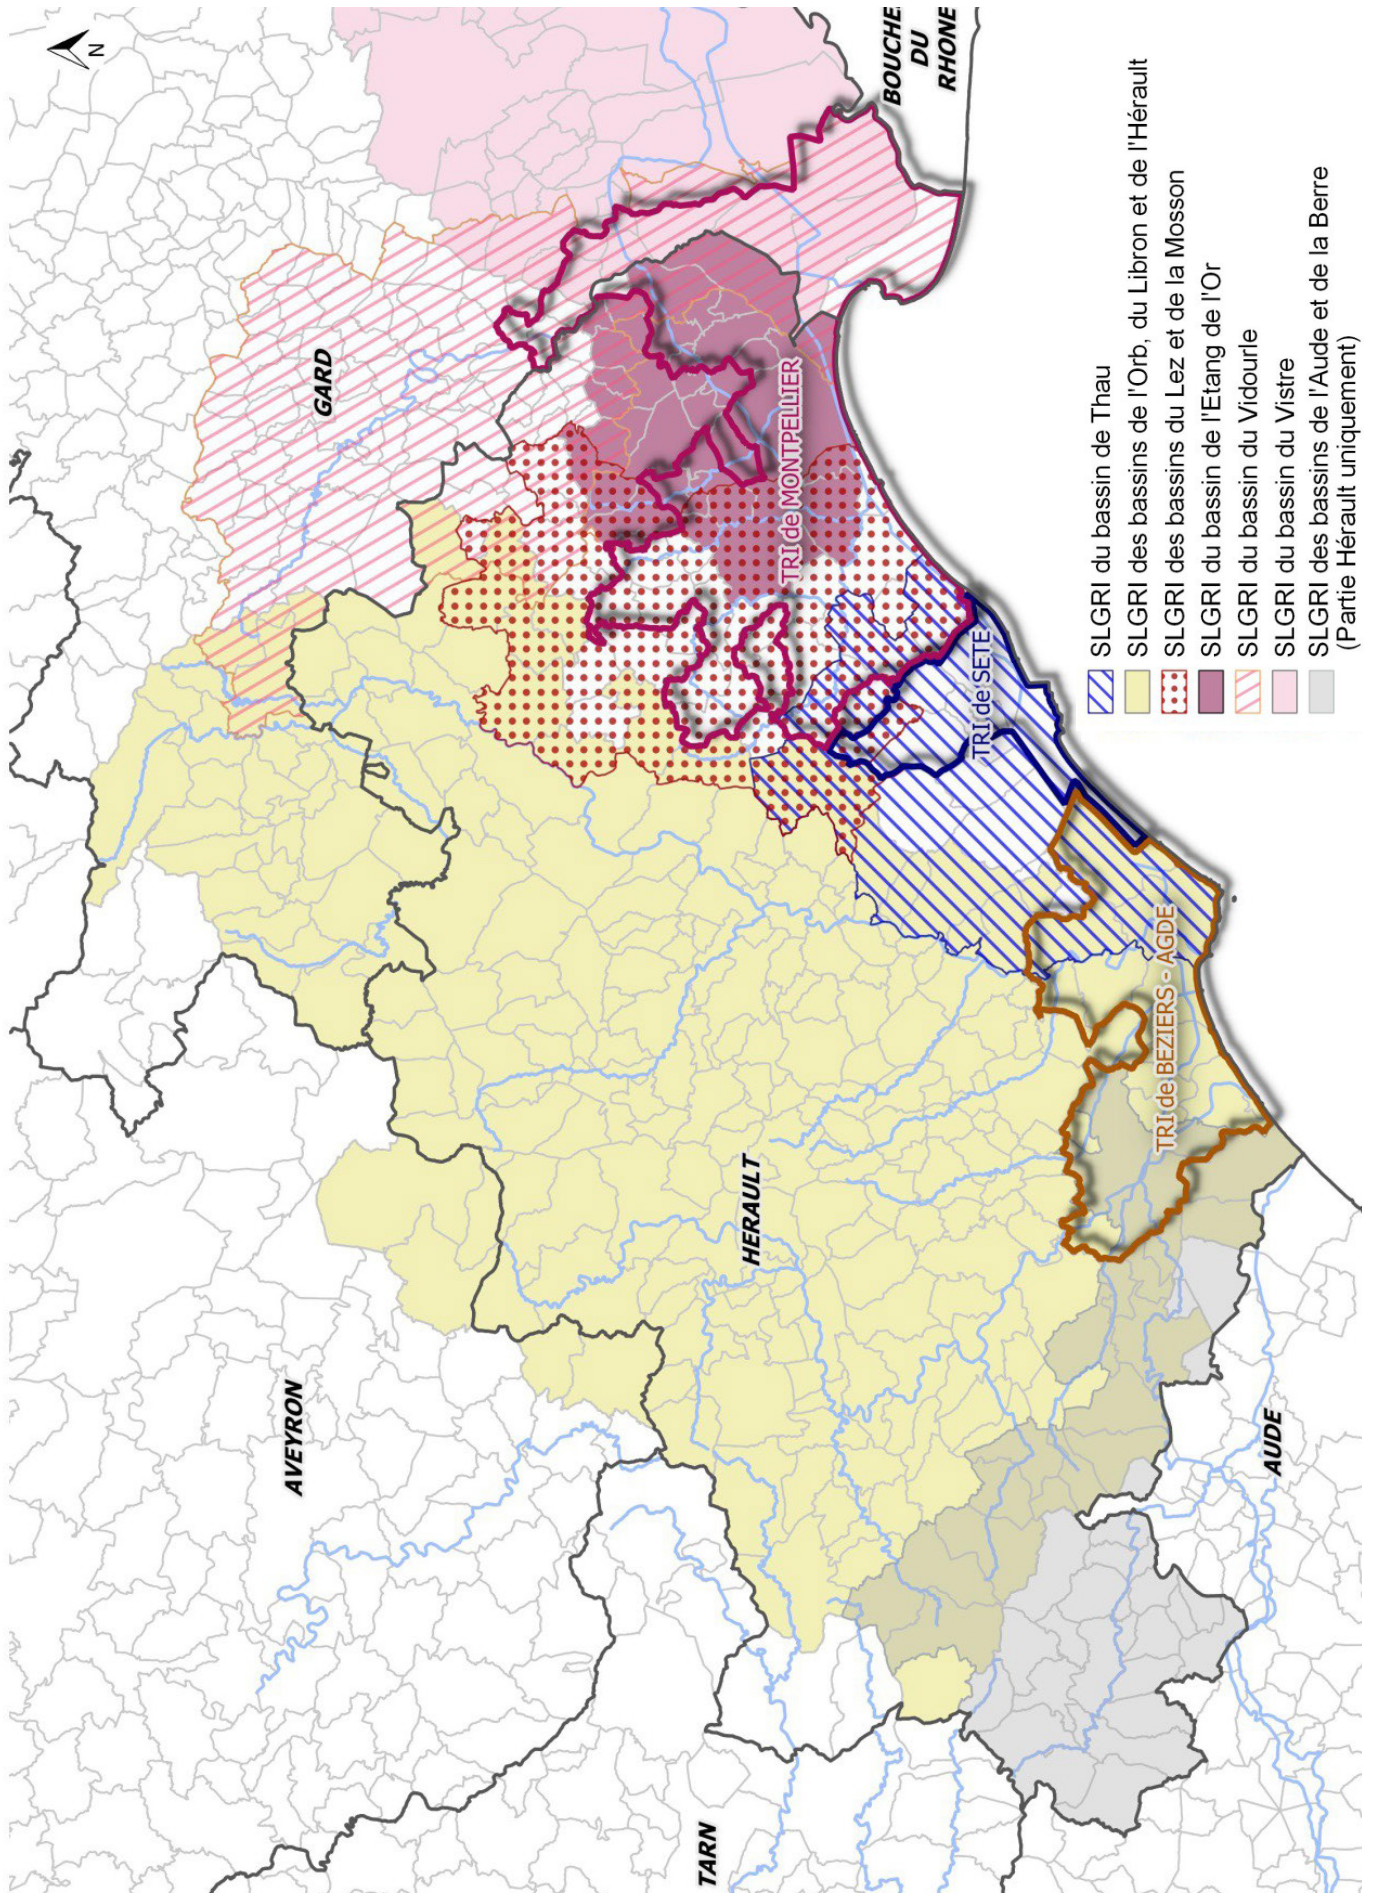 N
BOUCHE
DU
RHONE
GARD
TRI de MONTPELLIER
TRI de SETE
TRI de BEZIERS - AGDE
HERAULT
AVEYRON
AUDE
TARN
SLGRI du bassin de Thau
SLGRI des bassins de l'Orb, du Libron et de l'Hérault
SLGRI des bassins du Lez et de la Mosson
SLGRI du bassin de l'Etang de l'Or
SLGRI du bassin du Vidourle
SLGRI du bassin du Vistre
SLGRI des bassins de l'Aude et de la Berre
(Partie Hérault uniquement)